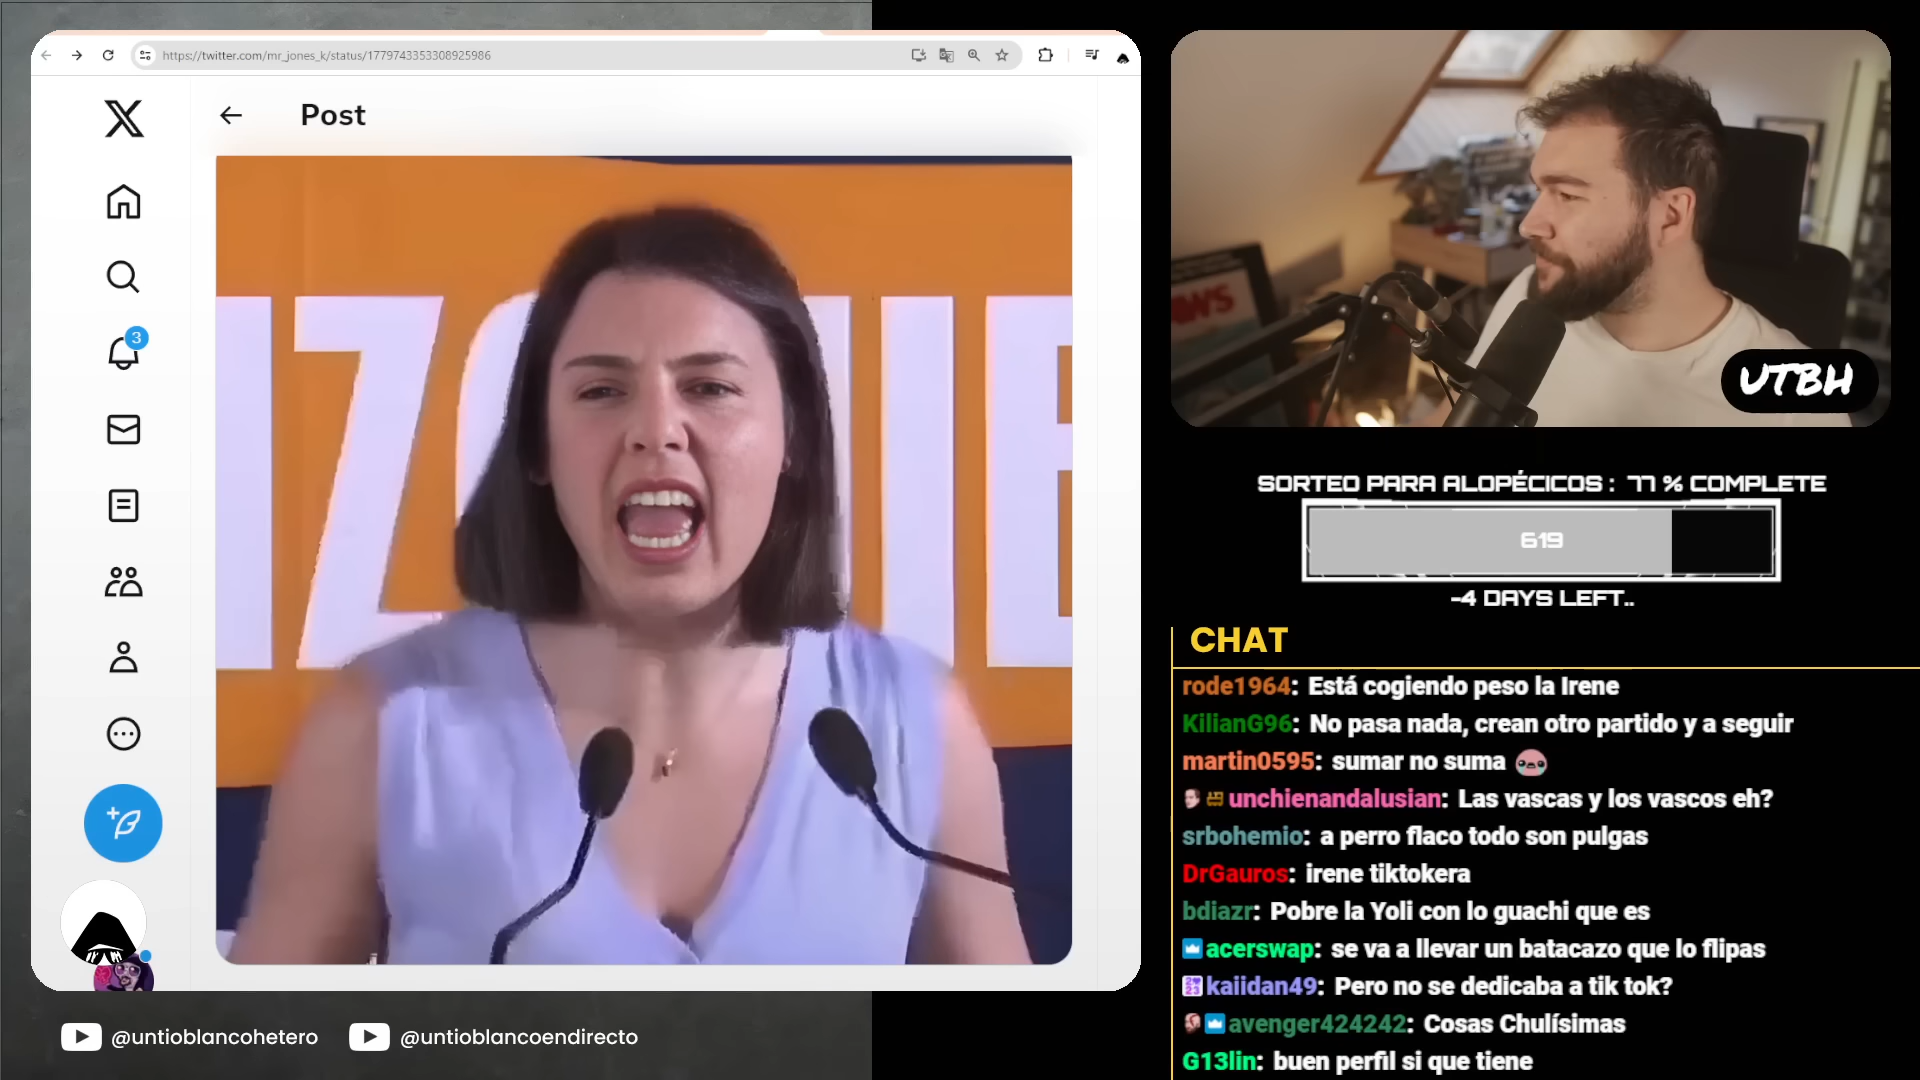 https://twitter.com/mr_jones_k/status/1779743353308925986
Post
3
IZQUIE
UTBH
SORTEO PARA ALOPÉCICOS : 77 % COMPLETE
619
-4 DAYS LEFT..
CHAT
rode1964: Está cogiendo peso la Irene
KilianG96: No pasa nada, crean otro partido y a seguir
martin0595: sumar no suma
unchienandalusian: Las vascas y los vascos eh?
srbohemio: a perro flaco todo son pulgas
DrGauros: irene tiktokera
bdiazr: Pobre la Yoli con lo guachi que es
acerswap: se va a llevar un batacazo que lo flipas
kaiidan49: Pero no se dedicaba a tik tok?
avenger424242: Cosas Chulísimas
G13lin: buen perfil si que tiene
@untioblancohetero
@untioblancoendirecto